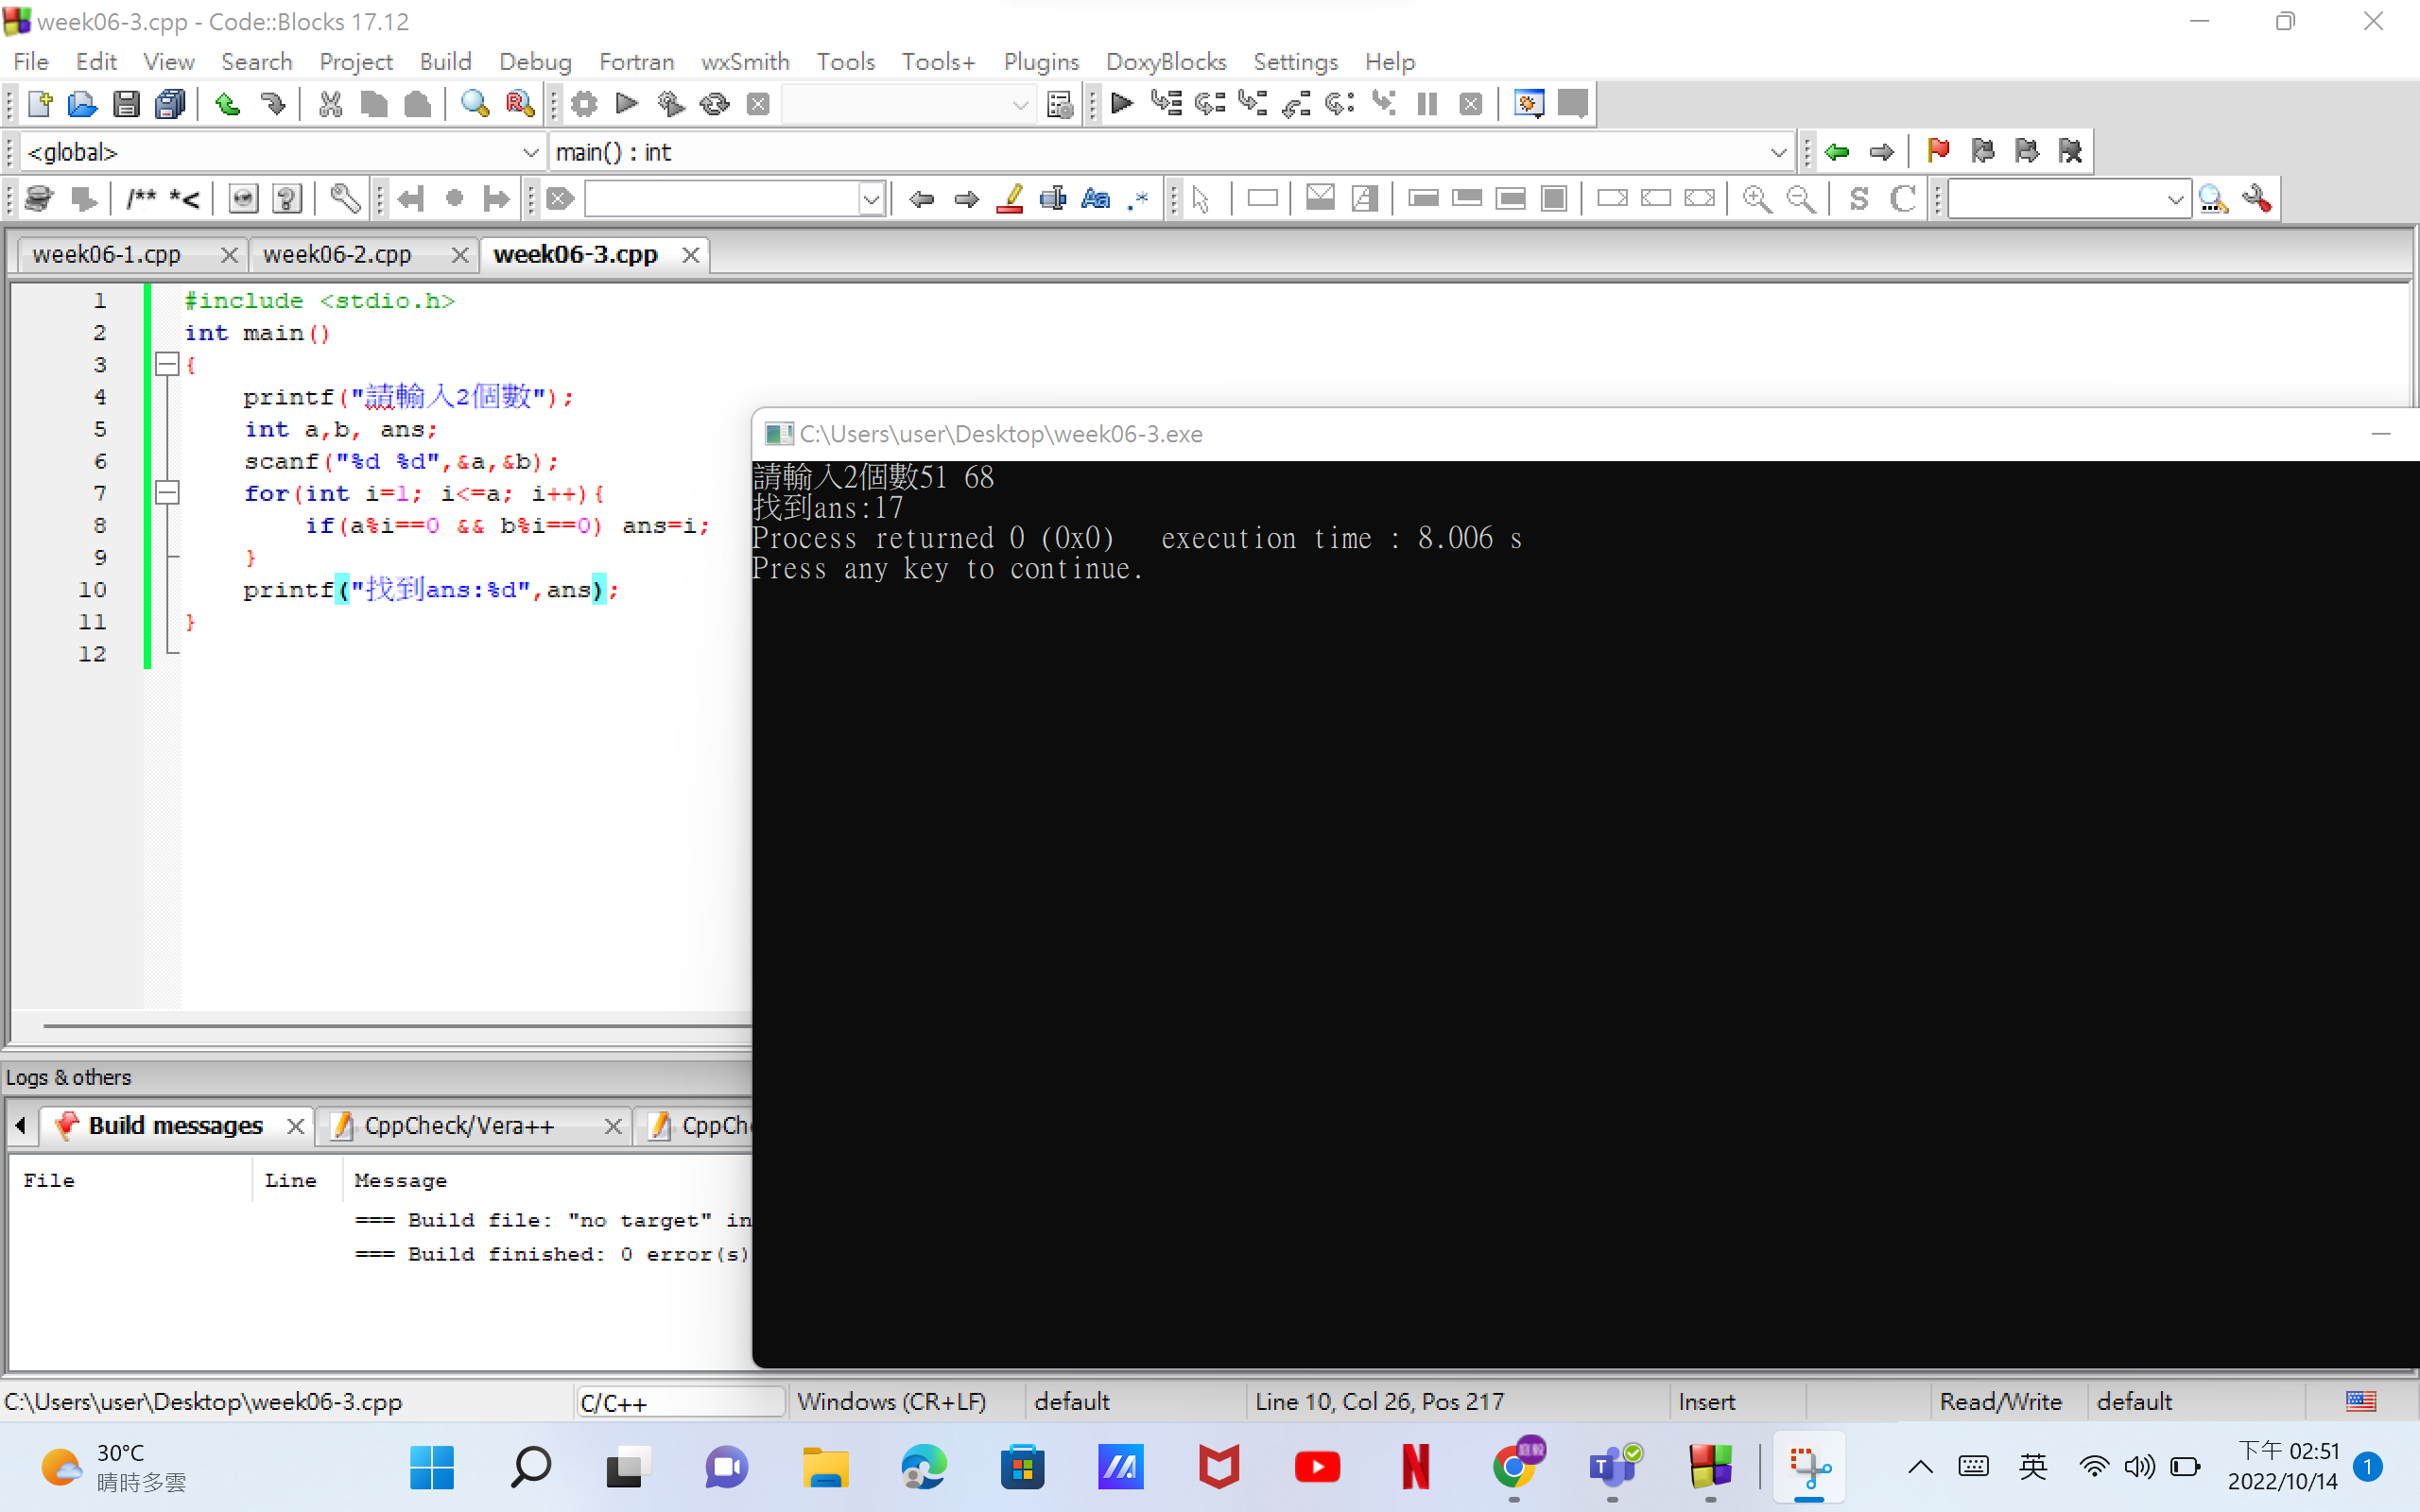 week06-3.cpp - Code::Blocks 17.12
File Edit View Search Project Build Debug Fortran wxSmith Tools Tools+ Plugins DoxyBlocks Settings Help
<global> main() : int
/** *< Aa .* S C
week06-1.cpp week06-2.cpp week06-3.cpp
1 #include <stdio.h>
2 int main()
3 {
4 printf("請輸入2個數");
5 int a,b, ans;
6 scanf("%d %d",&a,&b);
7 for(int i=1; i<=a; i++){
8 if(a%i==0 && b%i==0) ans=i;
9 }
10 printf("找到ans:%d",ans);
11 }
12
C:\Users\user\Desktop\week06-3.exe
請輸入2個數51 68
找到ans:17
Process returned 0 (0x0) execution time : 8.006 s
Press any key to continue.
Logs & others
Build messages CppCheck/Vera++ CppCh
File Line Message
=== Build file: "no target" in
=== Build finished: 0 error(s)
C:\Users\user\Desktop\week06-3.cpp C/C++ Windows (CR+LF) default Line 10, Col 26, Pos 217 Insert Read/Write default
30°C
晴時多雲
英
下午 02:51
2022/10/14
1